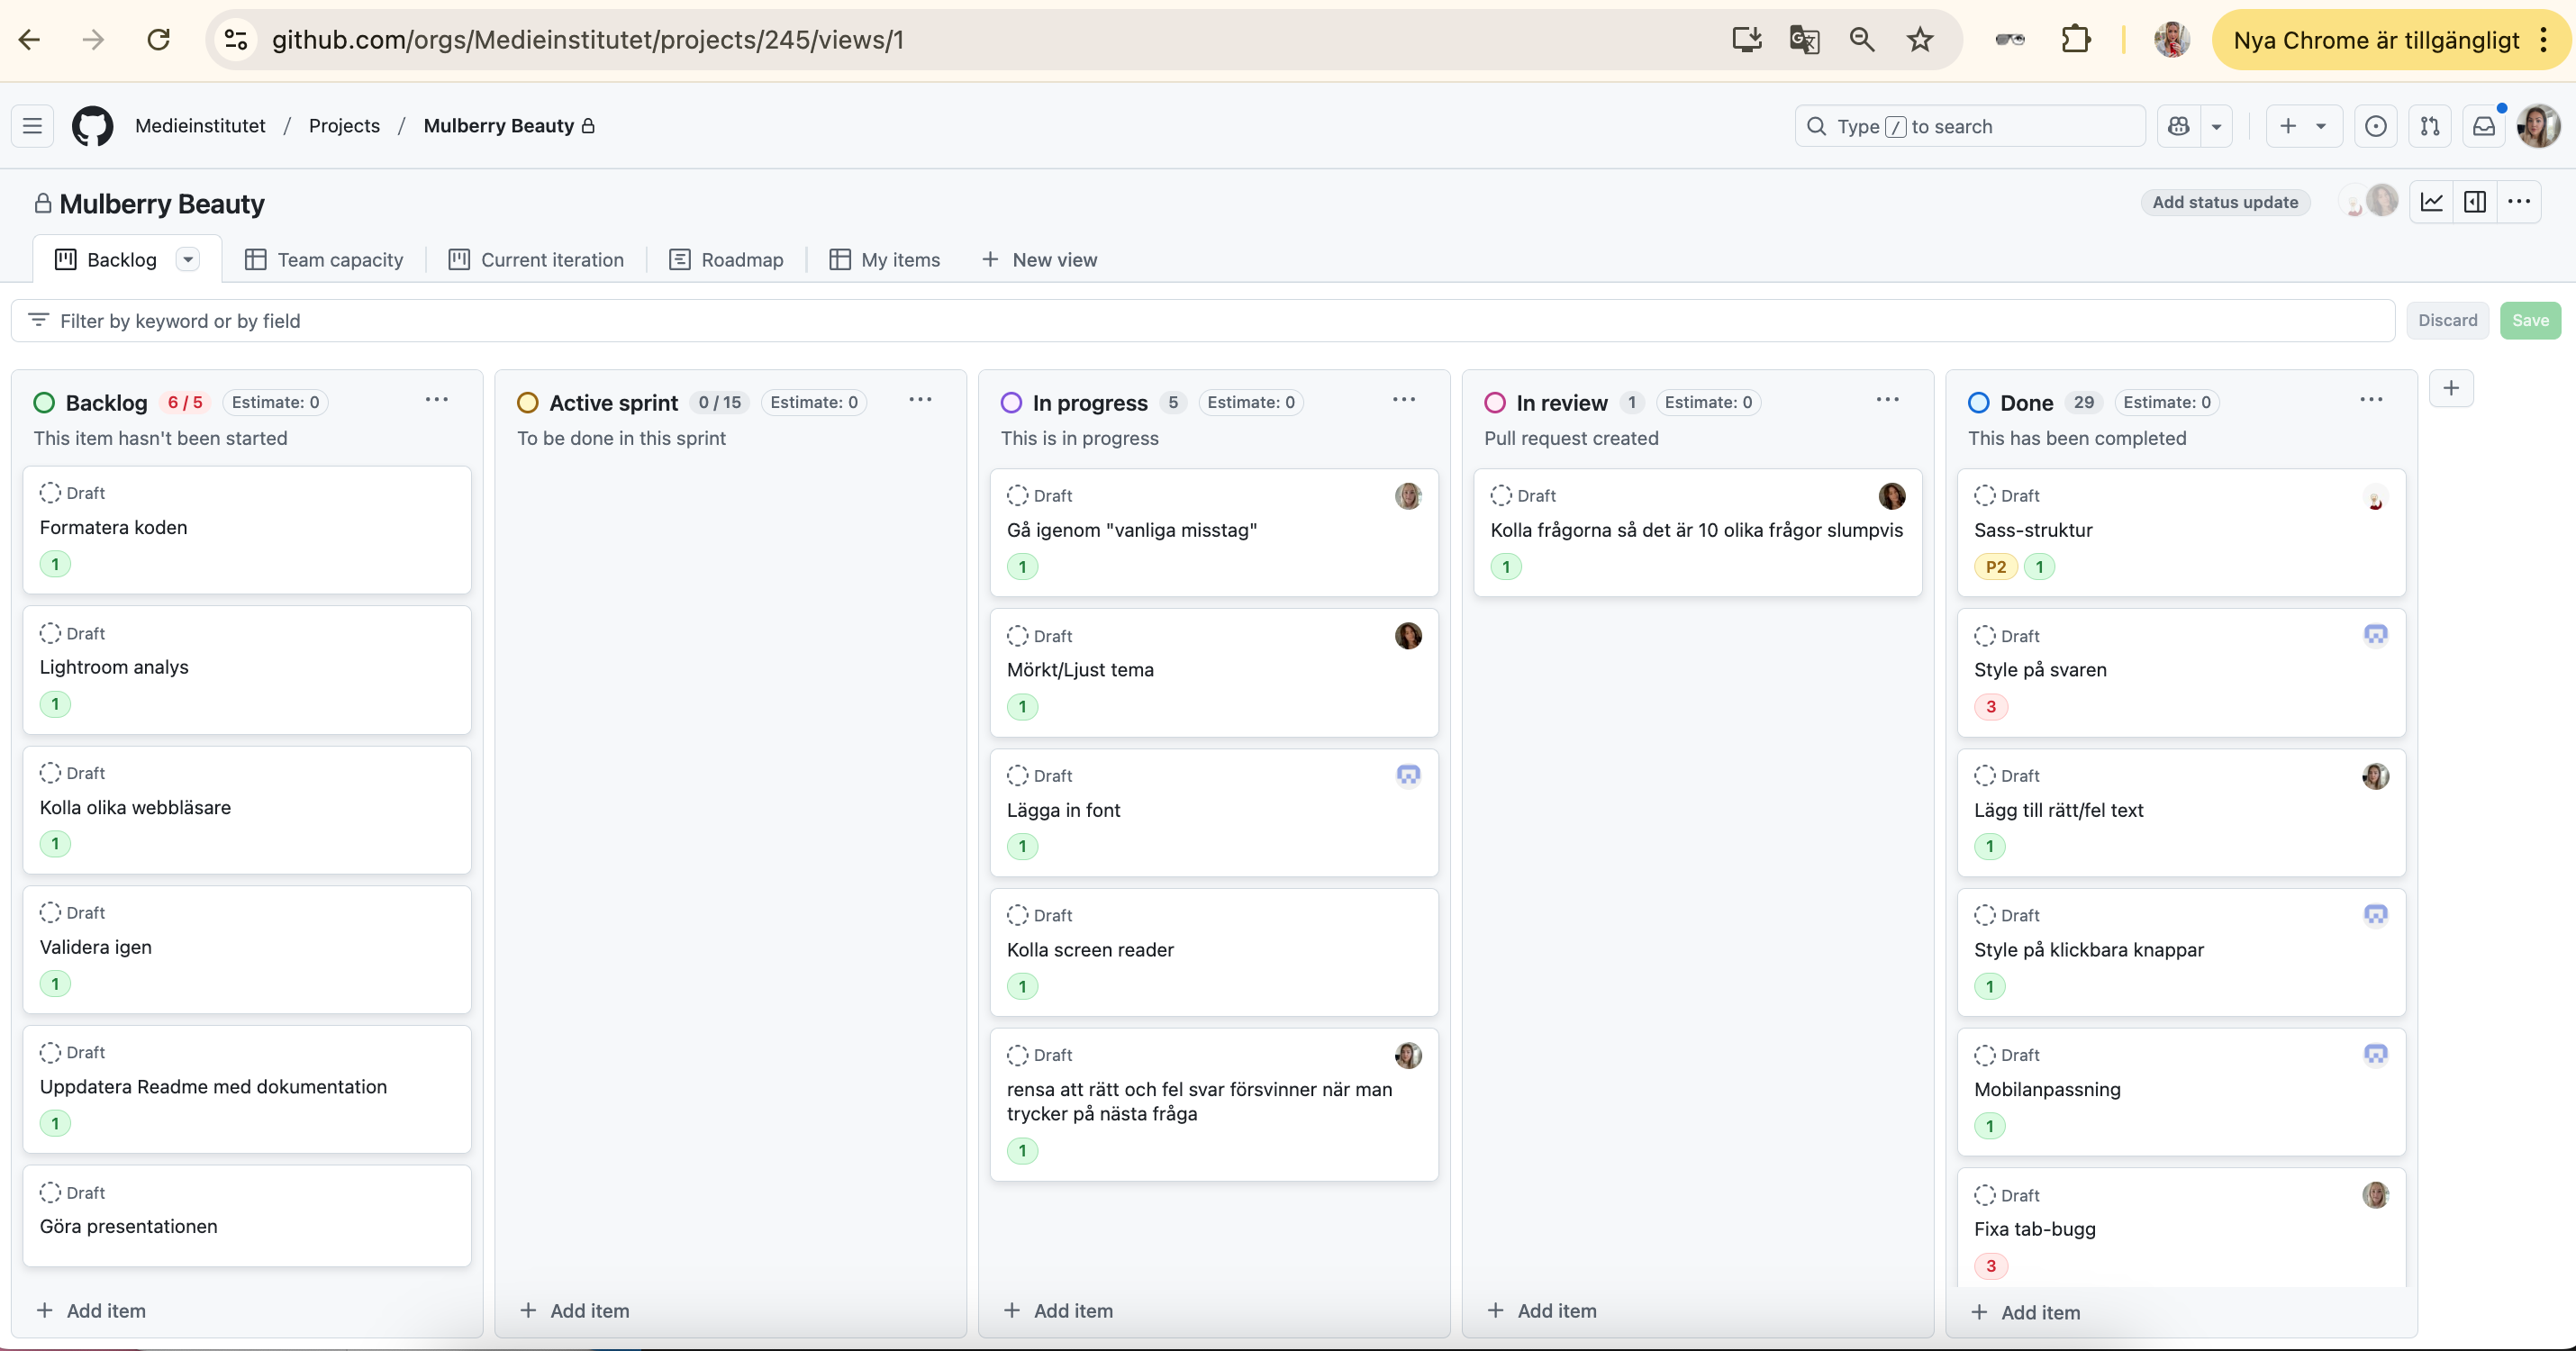 github.com/orgs/Medieinstitutet/projects/245/views/1
Nya Chrome är tillgängligt
Medieinstitutet / Projects / Mulberry Beauty
Type / to search
Mulberry Beauty
Add status update
Backlog
Team capacity
Current iteration
Roadmap
My items
New view
Filter by keyword or by field
Discard
Save
Backlog 6 / 5 Estimate: 0
This item hasn't been started
Draft
Formatera koden
1
Draft
Lightroom analys
1
Draft
Kolla olika webbläsare
1
Draft
Validera igen
1
Draft
Uppdatera Readme med dokumentation
1
Draft
Göra presentationen
Add item
Active sprint 0 / 15 Estimate: 0
To be done in this sprint
Add item
In progress 5 Estimate: 0
This is in progress
Draft
Gå igenom "vanliga misstag"
1
Draft
Mörkt/Ljust tema
1
Draft
Lägga in font
1
Draft
Kolla screen reader
1
Draft
rensa att rätt och fel svar försvinner när man
trycker på nästa fråga
1
Add item
In review 1 Estimate: 0
Pull request created
Draft
Kolla frågorna så det är 10 olika frågor slumpvis
1
Add item
Done 29 Estimate: 0
This has been completed
Draft
Sass-struktur
P2 1
Draft
Style på svaren
3
Draft
Lägg till rätt/fel text
1
Draft
Style på klickbara knappar
1
Draft
Mobilanpassning
1
Draft
Fixa tab-bugg
3
Add item